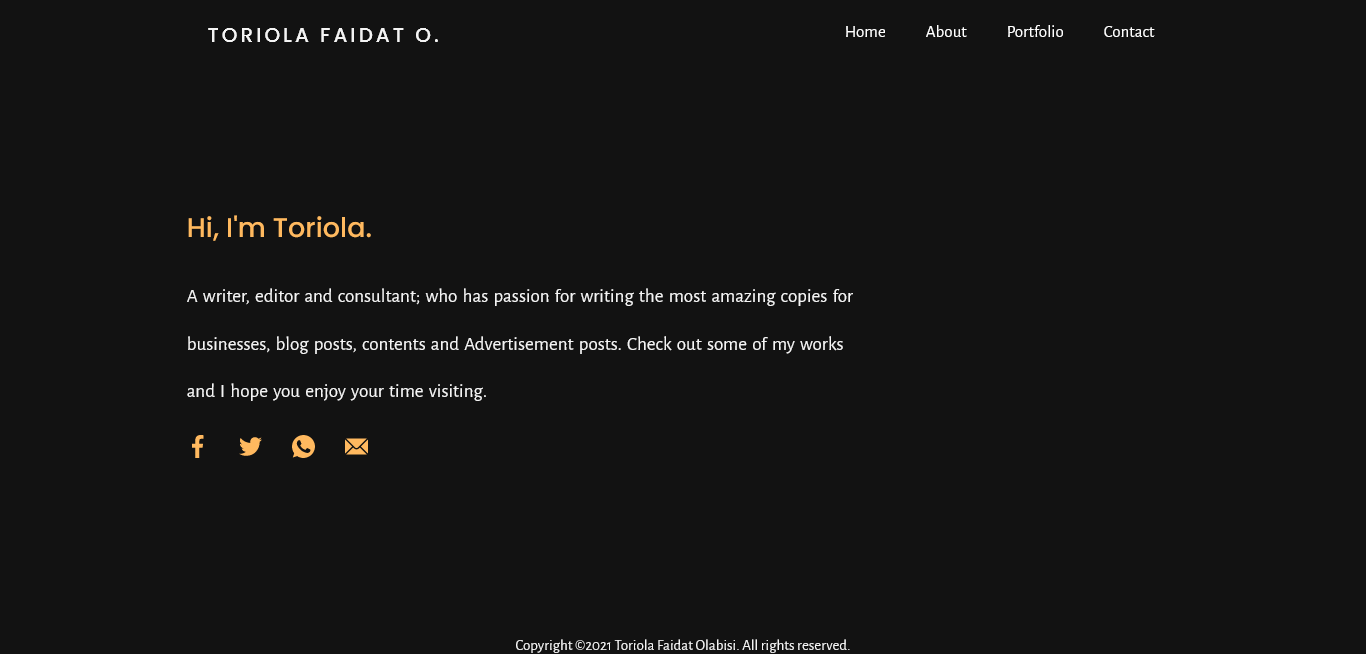 TORIOLA FAIDAT O.
Home About Portfolio Contact
Hi, I'm Toriola.
A writer, editor and consultant; who has passion for writing the most amazing copies for
businesses, blog posts, contents and Advertisement posts. Check out some of my works
and I hope you enjoy your time visiting.
Copyright ©2021 Toriola Faidat Olabisi. All rights reserved.